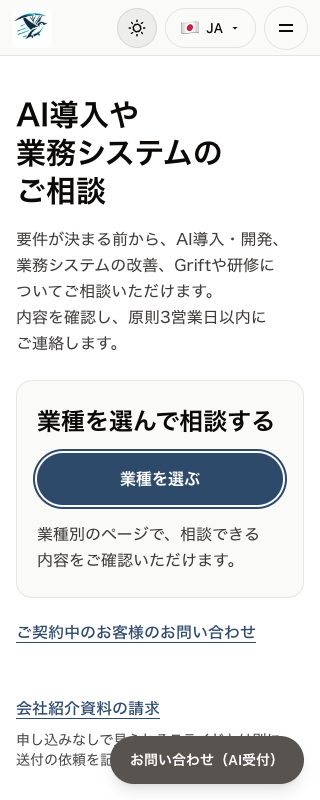 JA
AI導入や
業務システムの
ご相談
要件が決まる前から、AI導入・開発、
業務システムの改善、Griftや研修に
ついてご相談いただけます。
内容を確認し、原則3営業日以内に
ご連絡します。
業種を選んで相談する
業種を選ぶ
業種別のページで、相談できる
内容をご確認いただけます。
ご契約中のお客様のお問い合わせ
会社紹介資料の請求
申し込みなしで
送付の依頼を
お問い合わせ（AI受付）